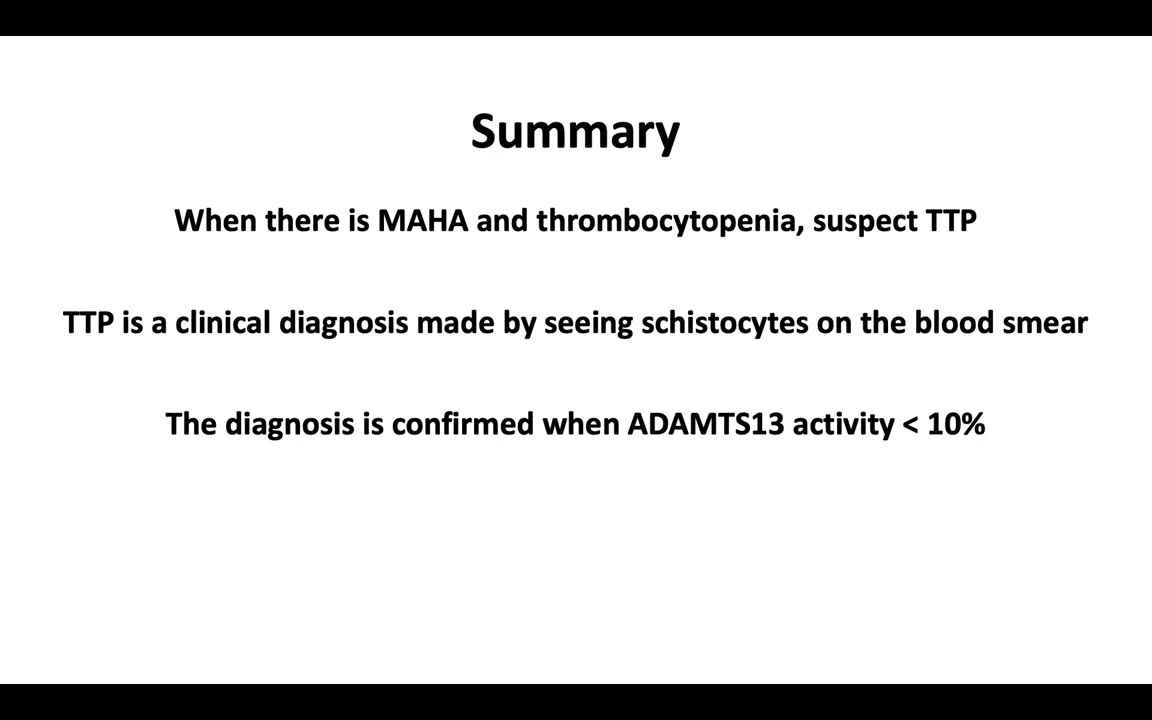 Summary
When there is MAHA and thrombocytopenia, suspect TTP
TTP is a clinical diagnosis made by seeing schistocytes on the blood smear
The diagnosis is confirmed when ADAMTS13 activity < 10%